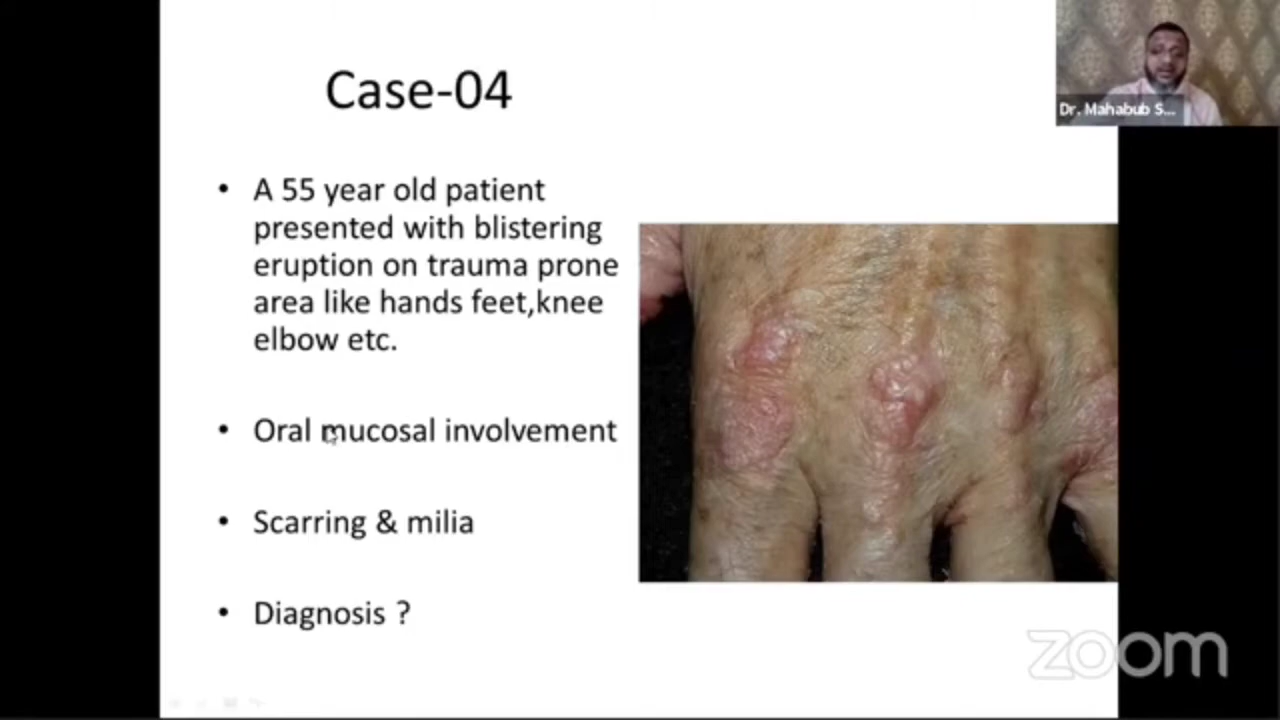 Case-04
Dr. Mahabub S...
• A 55 year old patient
presented with blistering
eruption on trauma prone
area like hands feet,knee
elbow etc.
• Oral mucosal involvement
• Scarring & milia
• Diagnosis ?
zoom